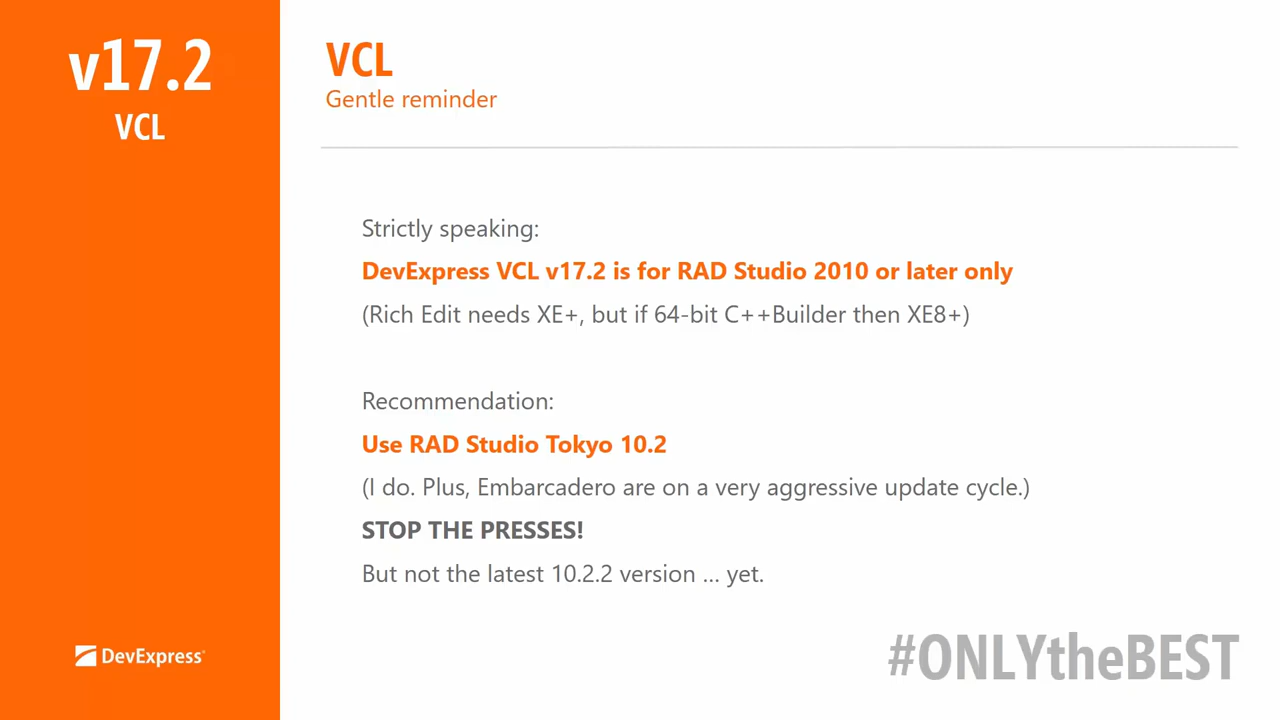 v17.2
VCL
VCL
Gentle reminder
Strictly speaking:
DevExpress VCL v17.2 is for RAD Studio 2010 or later only
(Rich Edit needs XE+, but if 64-bit C++Builder then XE8+)
Recommendation:
Use RAD Studio Tokyo 10.2
(I do. Plus, Embarcadero are on a very aggressive update cycle.)
STOP THE PRESSES!
But not the latest 10.2.2 version ... yet.
DevExpress
#ONLYtheBEST